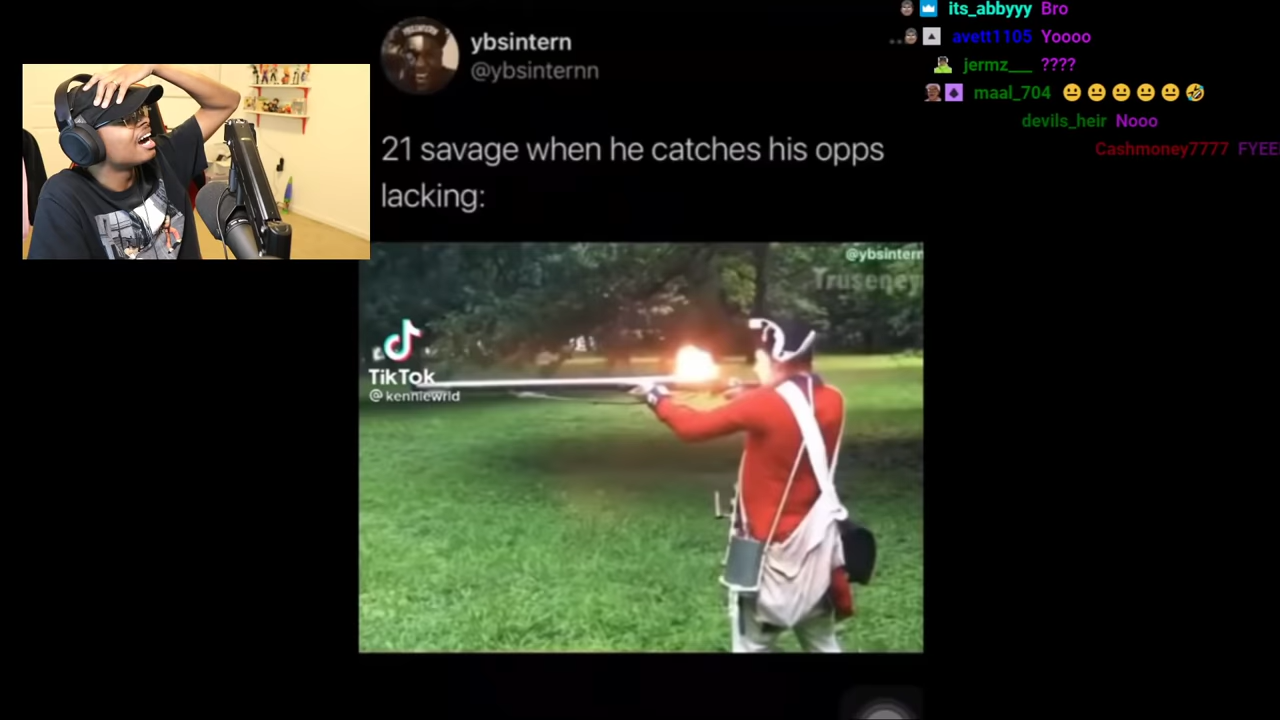 ybsintern
@ybsinternn
21 savage when he catches his opps
lacking:
@ybsintern
Truseney
TikTok
@kenniewrld
its_abbyyy Bro
avett1105 Yoooo
jermz___ ????
maal_704 😐😐😐😐😐🤣
devils_heir Nooo
Cashmoney7777 FYEE